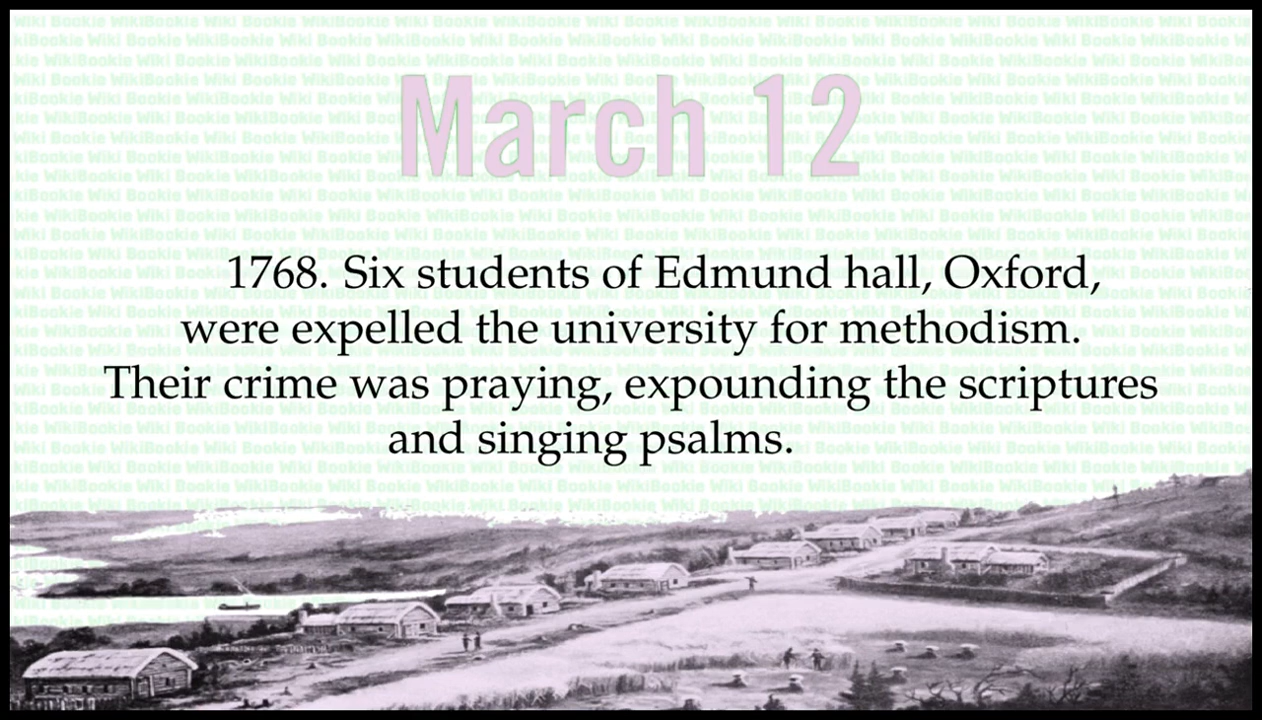 March 12
1768. Six students of Edmund hall, Oxford,
were expelled the university for methodism.
Their crime was praying, expounding the scriptures
and singing psalms.